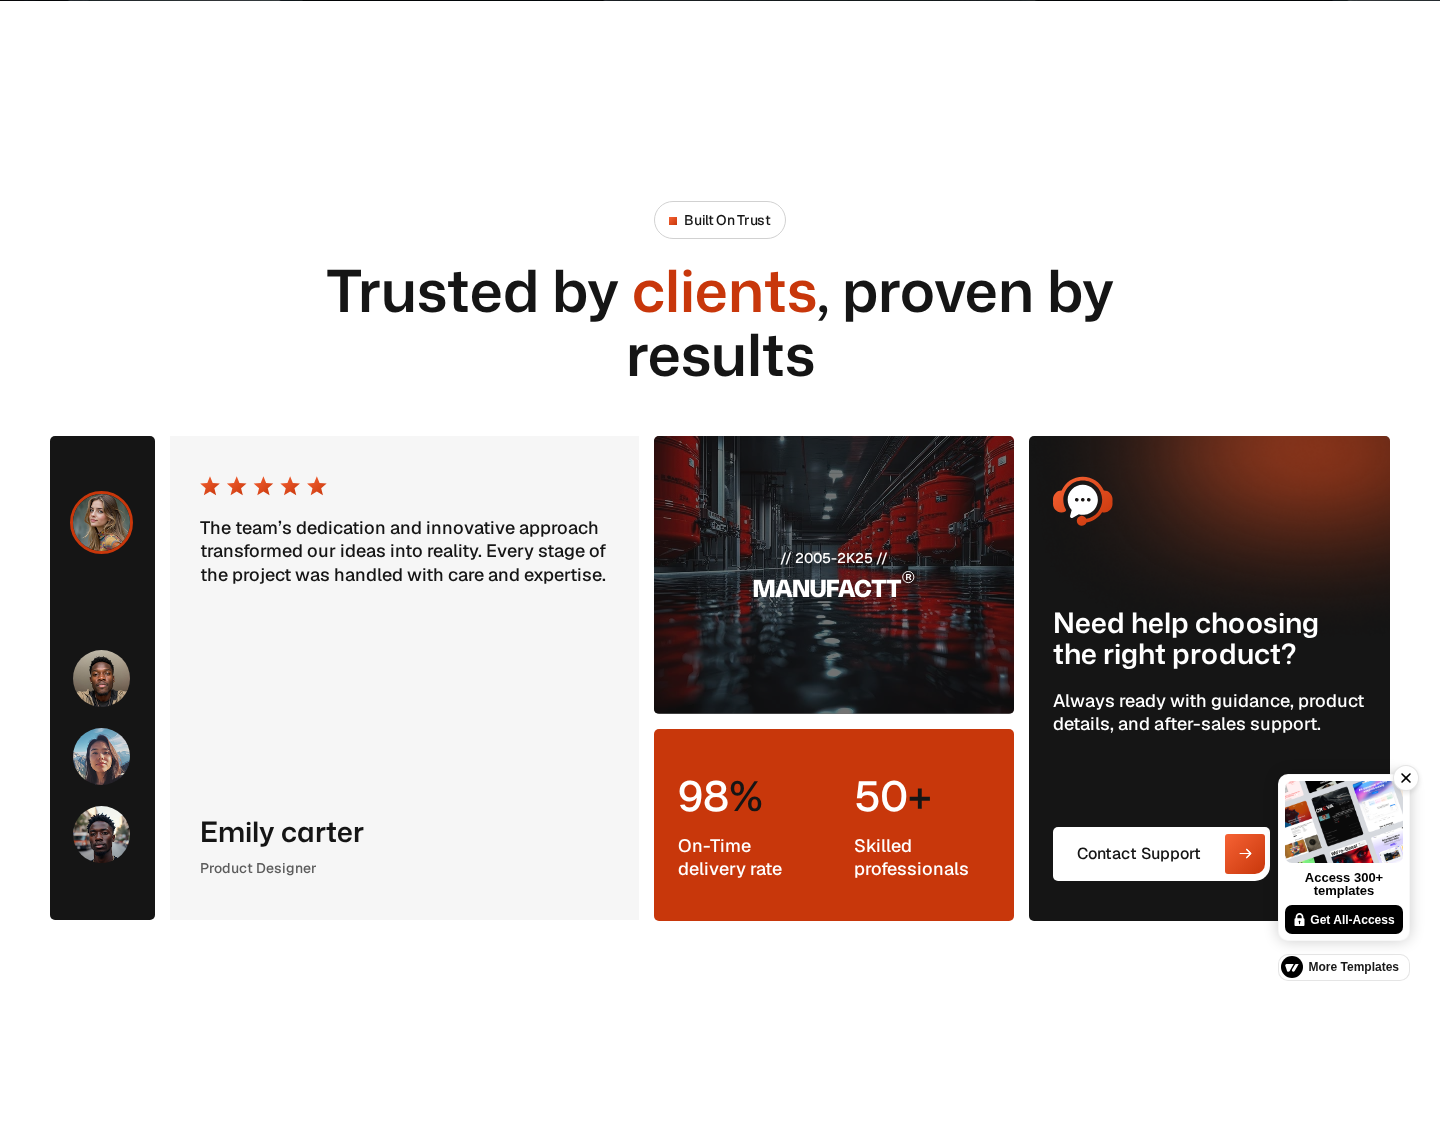 Built On Trust
Trusted by clients, proven by
results
The team’s dedication and innovative approach
transformed our ideas into reality. Every stage of
the project was handled with care and expertise.
Emily carter
Product Designer
// 2005-2K25 //
MANUFACTT®
98%
On-Time
delivery rate
50+
Skilled
professionals
Need help choosing
the right product?
Always ready with guidance, product
details, and after-sales support.
Contact Support
Access 300+
templates
Get All-Access
More Templates